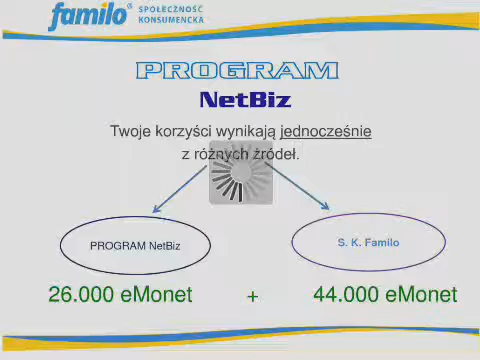 familo® SPOŁECZNOŚĆ
KONSUMENCKA
PROGRAM
NetBiz
Twoje korzyści wynikają jednocześnie
z różnych źródeł.
PROGRAM NetBiz
S. K. Familo
26.000 eMonet + 44.000 eMonet